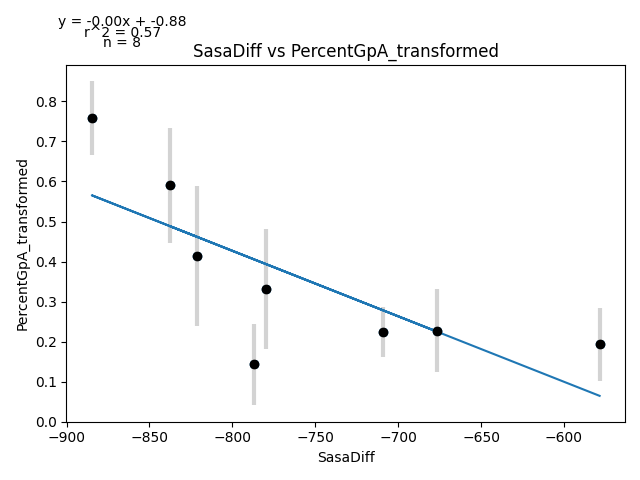 y = -0.00x + -0.88
r^2 = 0.57
n = 8
SasaDiff vs PercentGpA_transformed
PercentGpA_transformed
0.8
0.7
0.6
0.5
0.4
0.3
0.2
0.1
0.0
−900 −850 −800 −750 −700 −650 −600
SasaDiff